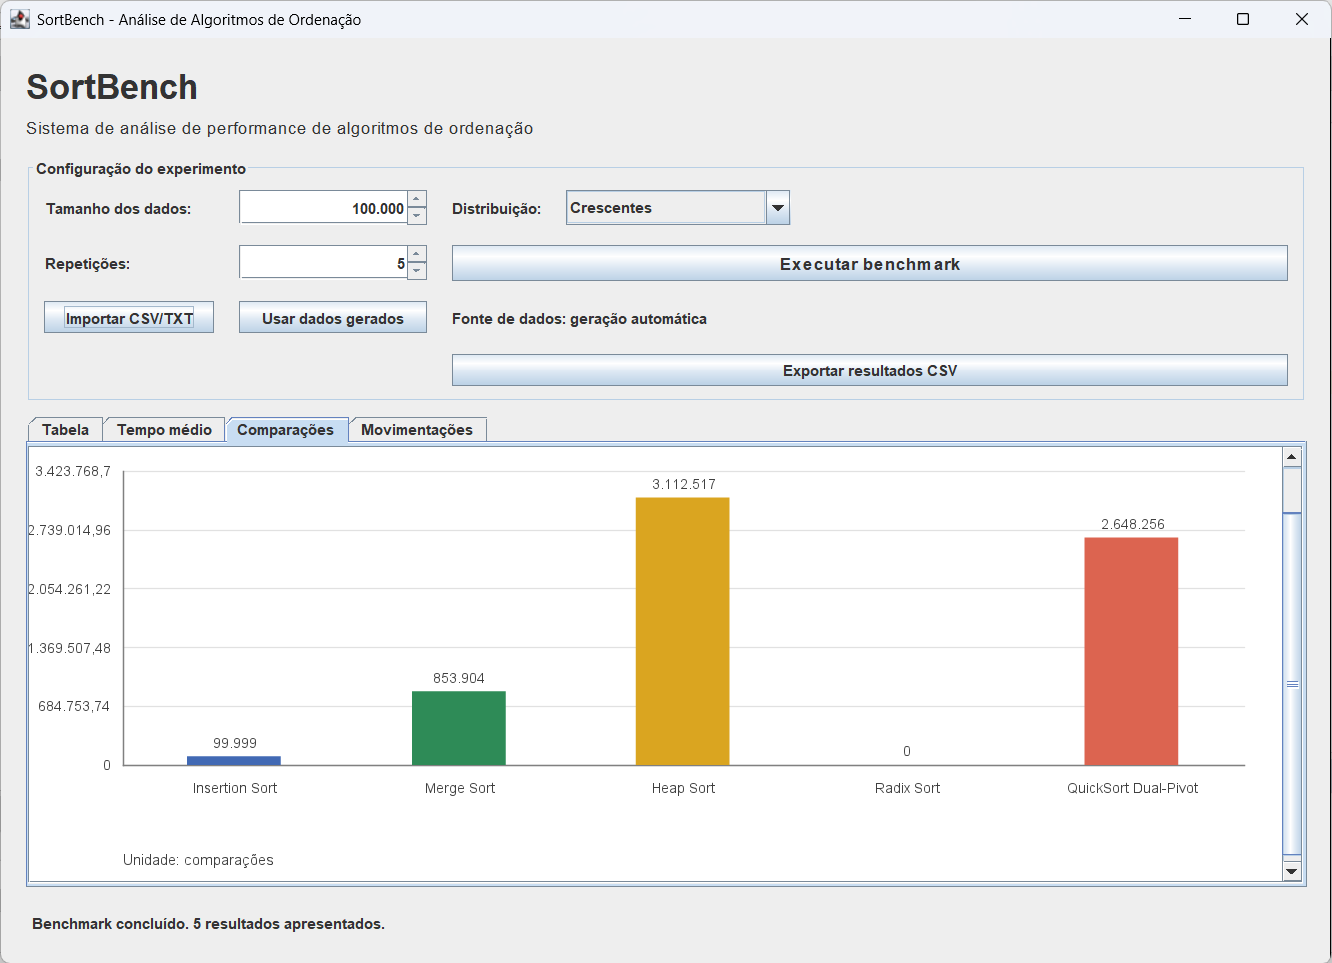 SortBench - Análise de Algoritmos de Ordenação
SortBench
Sistema de análise de performance de algoritmos de ordenação
Configuração do experimento
Tamanho dos dados: 100.000 Distribuição: Crescentes
Repetições: 5 Executar benchmark
Importar CSV/TXT Usar dados gerados Fonte de dados: geração automática
Exportar resultados CSV
Tabela Tempo médio Comparações Movimentações
3.423.768,7
3.112.517
2.739.014,96
2.648.256
2.054.261,22
1.369.507,48
853.904
684.753,74
99.999
0
0
Insertion Sort Merge Sort Heap Sort Radix Sort QuickSort Dual-Pivot
Unidade: comparações
Benchmark concluído. 5 resultados apresentados.